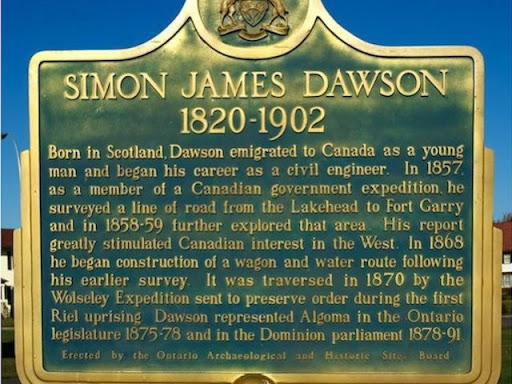 SIMON JAMES DAWSON
1820-1902
Born in Scotland, Dawson emigrated to Canada as a young
man and began his career as a civil engineer. In 1857,
as a member of a Canadian government expedition, he
surveyed a line of road from the Lakehead to Fort Garry
and in 1858-59 further explored that area. His report
greatly stimulated Canadian interest in the West. In 1868
he began construction of a wagon and water route following
his earlier survey. It was traversed in 1870 by the
Wolseley Expedition sent to preserve order during the first
Riel uprising. Dawson represented Algoma in the Ontario
legislature 1875-78 and in the Dominion parliament 1878-91.
Erected by the Ontario Archaeological and Historic Sites Board